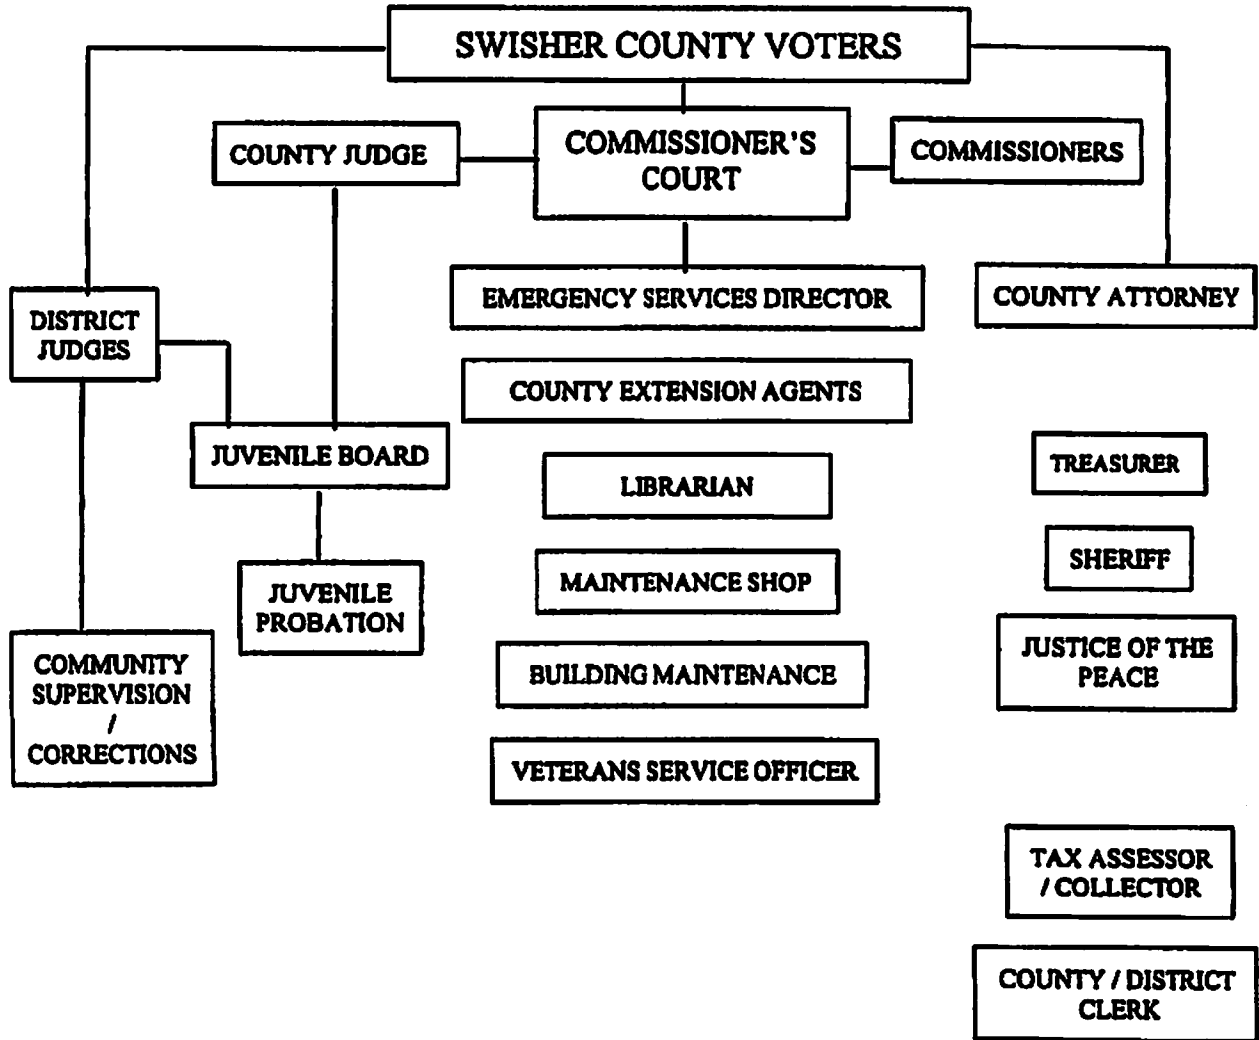 SWISHER COUNTY VOTERS
COUNTY JUDGE
COMMISSIONER'S
COURT
COMMISSIONERS
EMERGENCY SERVICES DIRECTOR
COUNTY ATTORNEY
DISTRICT
JUDGES
COUNTY EXTENSION AGENTS
JUVENILE BOARD
LIBRARIAN
TREASURER
MAINTENANCE SHOP
SHERIFF
JUVENILE
PROBATION
COMMUNITY
SUPERVISION
/
CORRECTIONS
BUILDING MAINTENANCE
JUSTICE OF THE
PEACE
VETERANS SERVICE OFFICER
TAX ASSESSOR
/ COLLECTOR
COUNTY / DISTRICT
CLERK